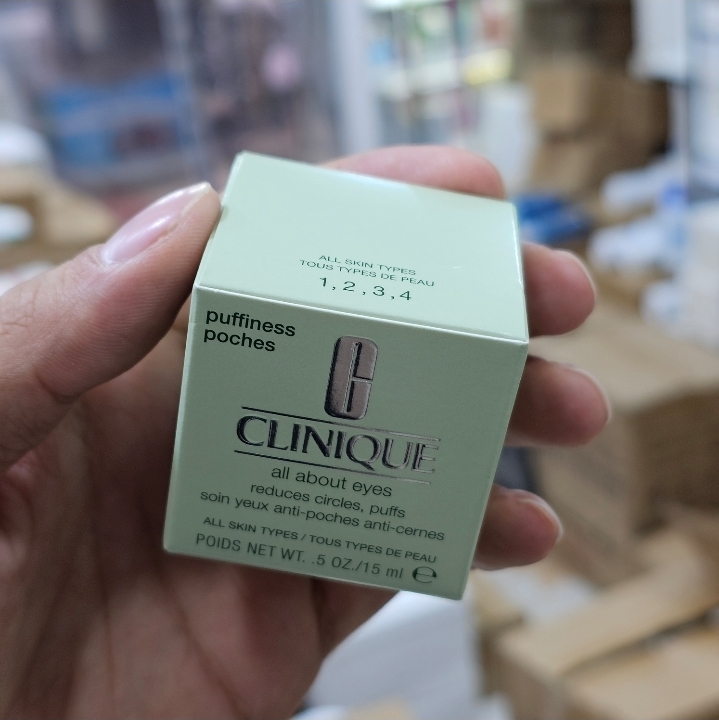 ALL SKIN TYPES
TOUS TYPES DE PEAU
1,2,3,4
puffiness
poches
C
CLINIQUE
all about eyes
reduces circles, puffs
soin yeux anti-poches anti-cernes
ALL SKIN TYPES / TOUS TYPES DE PEAU
POIDS NET WT. .5 OZ./15 ml ℮